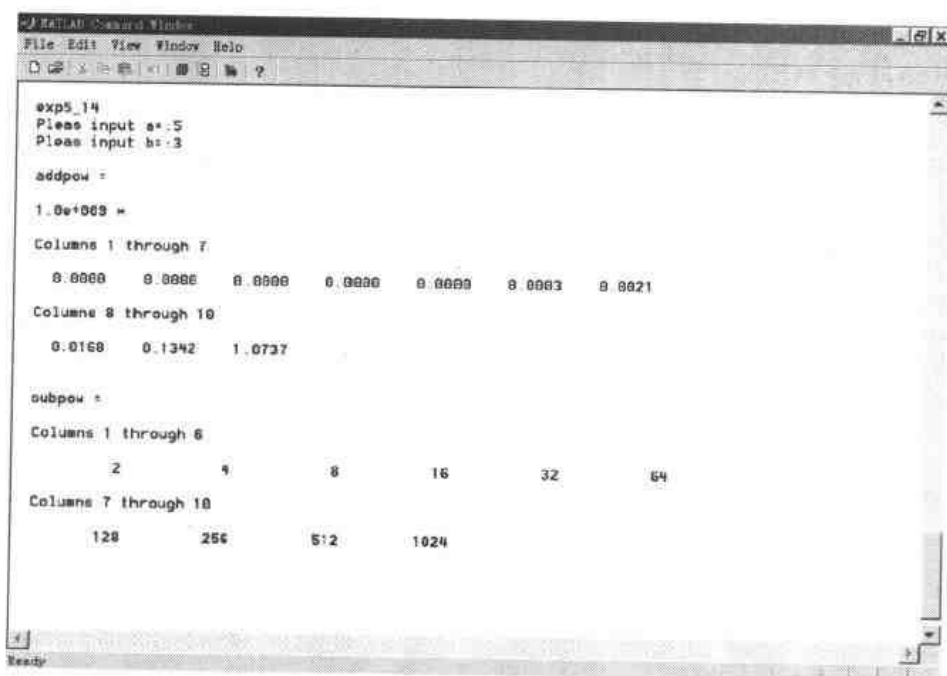 MATLAB Command Window
File Edit View Window Help
?
exp5_14
Pleas input a=:5
Pleas input b=:3
addpow =
1.0e+009 *
Columns 1 through 7
0.0000 0.0000 0.0000 0.0000 0.0000 0.0003 0.0021
Columns 8 through 10
0.0168 0.1342 1.0737
subpow =
Columns 1 through 6
2 4 8 16 32 64
Columns 7 through 10
128 256 512 1024
Ready